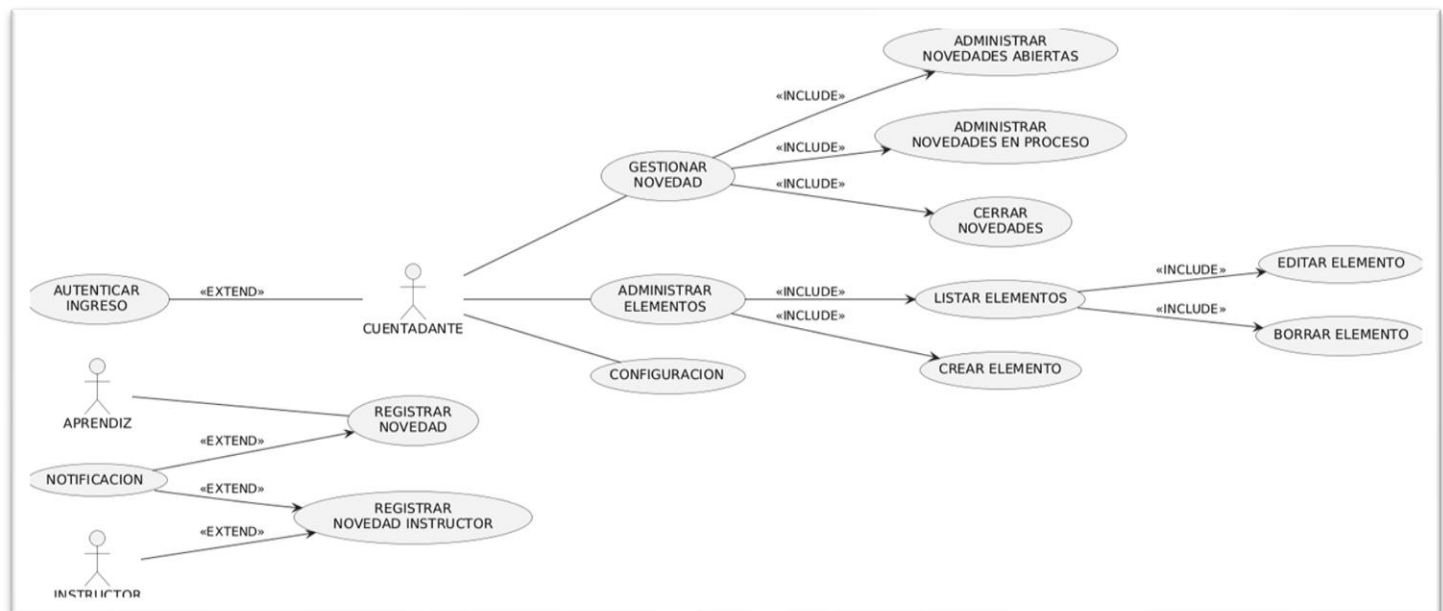 ADMINISTRAR
NOVEDADES ABIERTAS
«INCLUDE»
ADMINISTRAR
NOVEDADES EN PROCESO
«INCLUDE»
GESTIONAR
NOVEDAD
«INCLUDE»
CERRAR
NOVEDADES
AUTENTICAR
INGRESO
«EXTEND»
CUENTADANTE
ADMINISTRAR
ELEMENTOS
«INCLUDE»
LISTAR ELEMENTOS
«INCLUDE»
EDITAR ELEMENTO
«INCLUDE»
BORRAR ELEMENTO
«INCLUDE»
CREAR ELEMENTO
CONFIGURACION
APRENDIZ
REGISTRAR
NOVEDAD
«EXTEND»
NOTIFICACION
«EXTEND»
REGISTRAR
NOVEDAD INSTRUCTOR
«EXTEND»
INSTRUCTOR